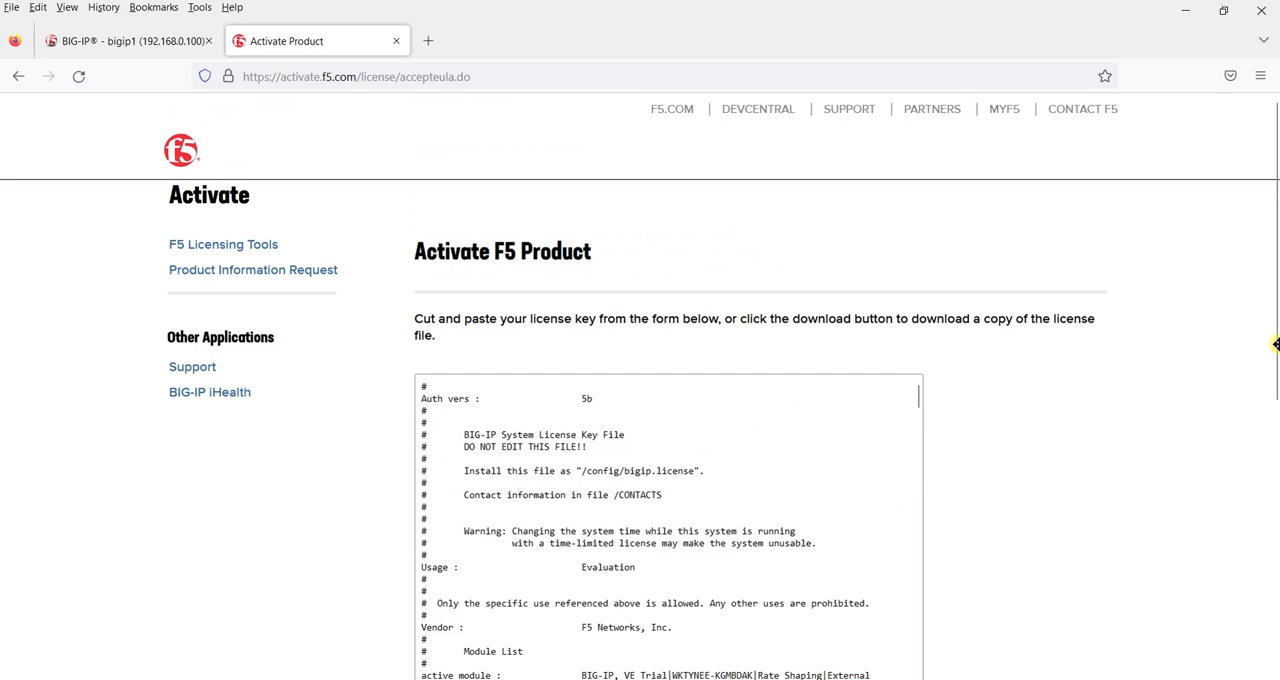 File Edit View History Bookmarks Tools Help
BIG-IP® - bigip1 (192.168.0.100)
Activate Product
https://activate.f5.com/license/accepteula.do
F5.COM | DEVCENTRAL | SUPPORT | PARTNERS | MYF5 | CONTACT F5
f5
Activate
F5 Licensing Tools
Product Information Request
Other Applications
Support
BIG-IP iHealth
Activate F5 Product
Cut and paste your license key from the form below, or click the download button to download a copy of the license
file.
#
Auth vers : 5b
#
#
# BIG-IP System License Key File
# DO NOT EDIT THIS FILE!!
#
# Install this file as "/config/bigip.license".
#
# Contact information in file /CONTACTS
#
#
# Warning: Changing the system time while this system is running
# with a time-limited license may make the system unusable.
#
Usage : Evaluation
#
#
# Only the specific use referenced above is allowed. Any other uses are prohibited.
#
Vendor : F5 Networks, Inc.
#
# Module List
#
active module : BIG-IP, VE Trial|WKTYNEE-KGMBDAK|Rate Shaping|External